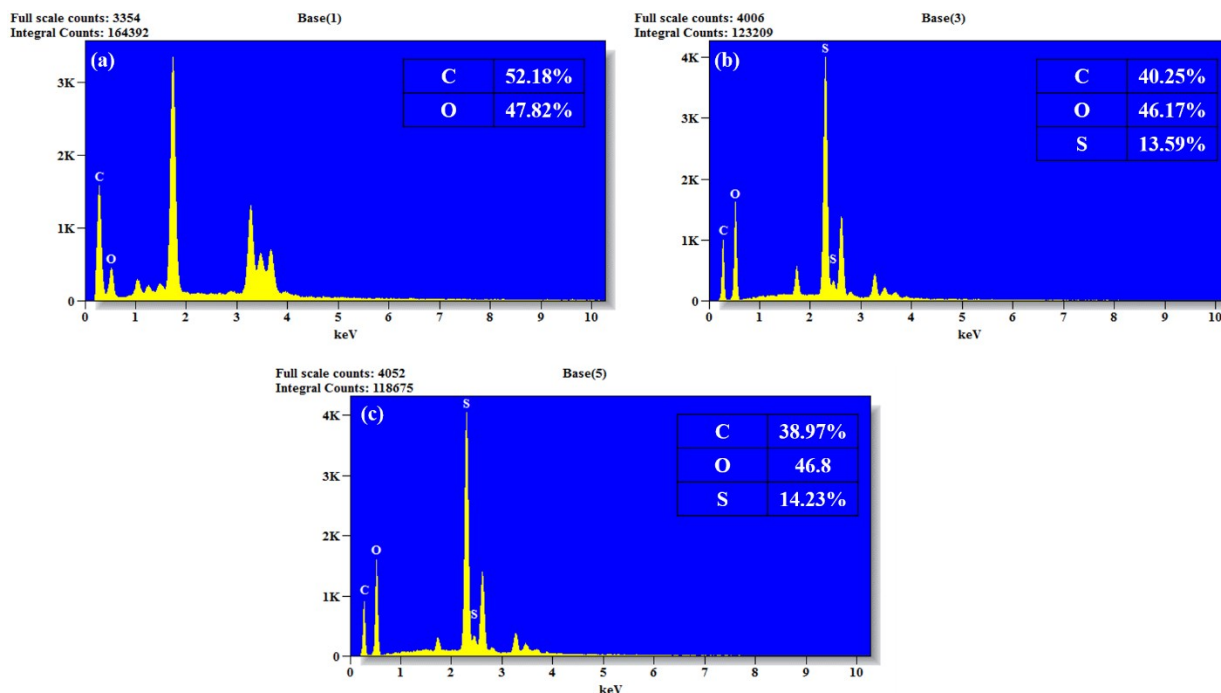 Full scale counts: 3354 Base(1)
Integral Counts: 164392
(a)
C 52.18%
O 47.82%
3K
2K
1K
0
C
O
0 1 2 3 4 5 6 7 8 9 10
keV
Full scale counts: 4006 Base(3)
Integral Counts: 123209
(b)
S
C 40.25%
O 46.17%
S 13.59%
4K
3K
2K
1K
0
C
O
S
0 1 2 3 4 5 6 7 8 9 10
keV
Full scale counts: 4052 Base(5)
Integral Counts: 118675
(c)
S
C 38.97%
O 46.8
S 14.23%
4K
3K
2K
1K
0
O
C
S
0 1 2 3 4 5 6 7 8 9 10
keV